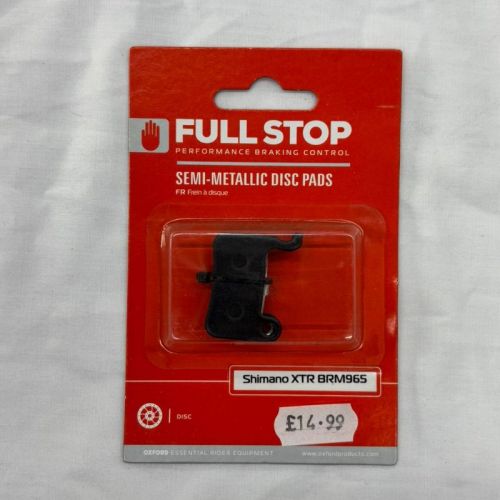 FULL STOP
PERFORMANCE BRAKING CONTROL
SEMI-METALLIC DISC PADS
FR Frein à disque
Shimano XTR BRM965
DISC
£14.99
OXFORD ESSENTIAL RIDER EQUIPMENT
www.oxfordproducts.com